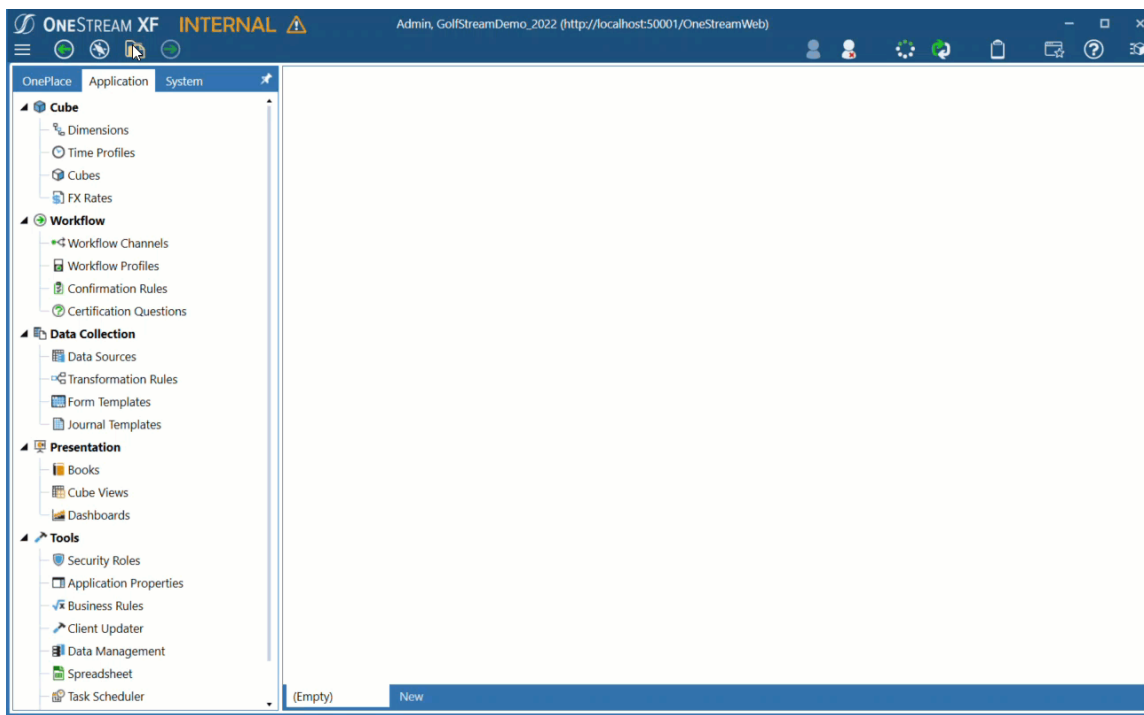 ONESTREAM XF INTERNAL
Admin, GolfStreamDemo_2022 (http://localhost:50001/OneStreamWeb)
OnePlace Application System
Cube
Dimensions
Time Profiles
Cubes
FX Rates
Workflow
Workflow Channels
Workflow Profiles
Confirmation Rules
Certification Questions
Data Collection
Data Sources
Transformation Rules
Form Templates
Journal Templates
Presentation
Books
Cube Views
Dashboards
Tools
Security Roles
Application Properties
Business Rules
Client Updater
Data Management
Spreadsheet
Task Scheduler
(Empty) New